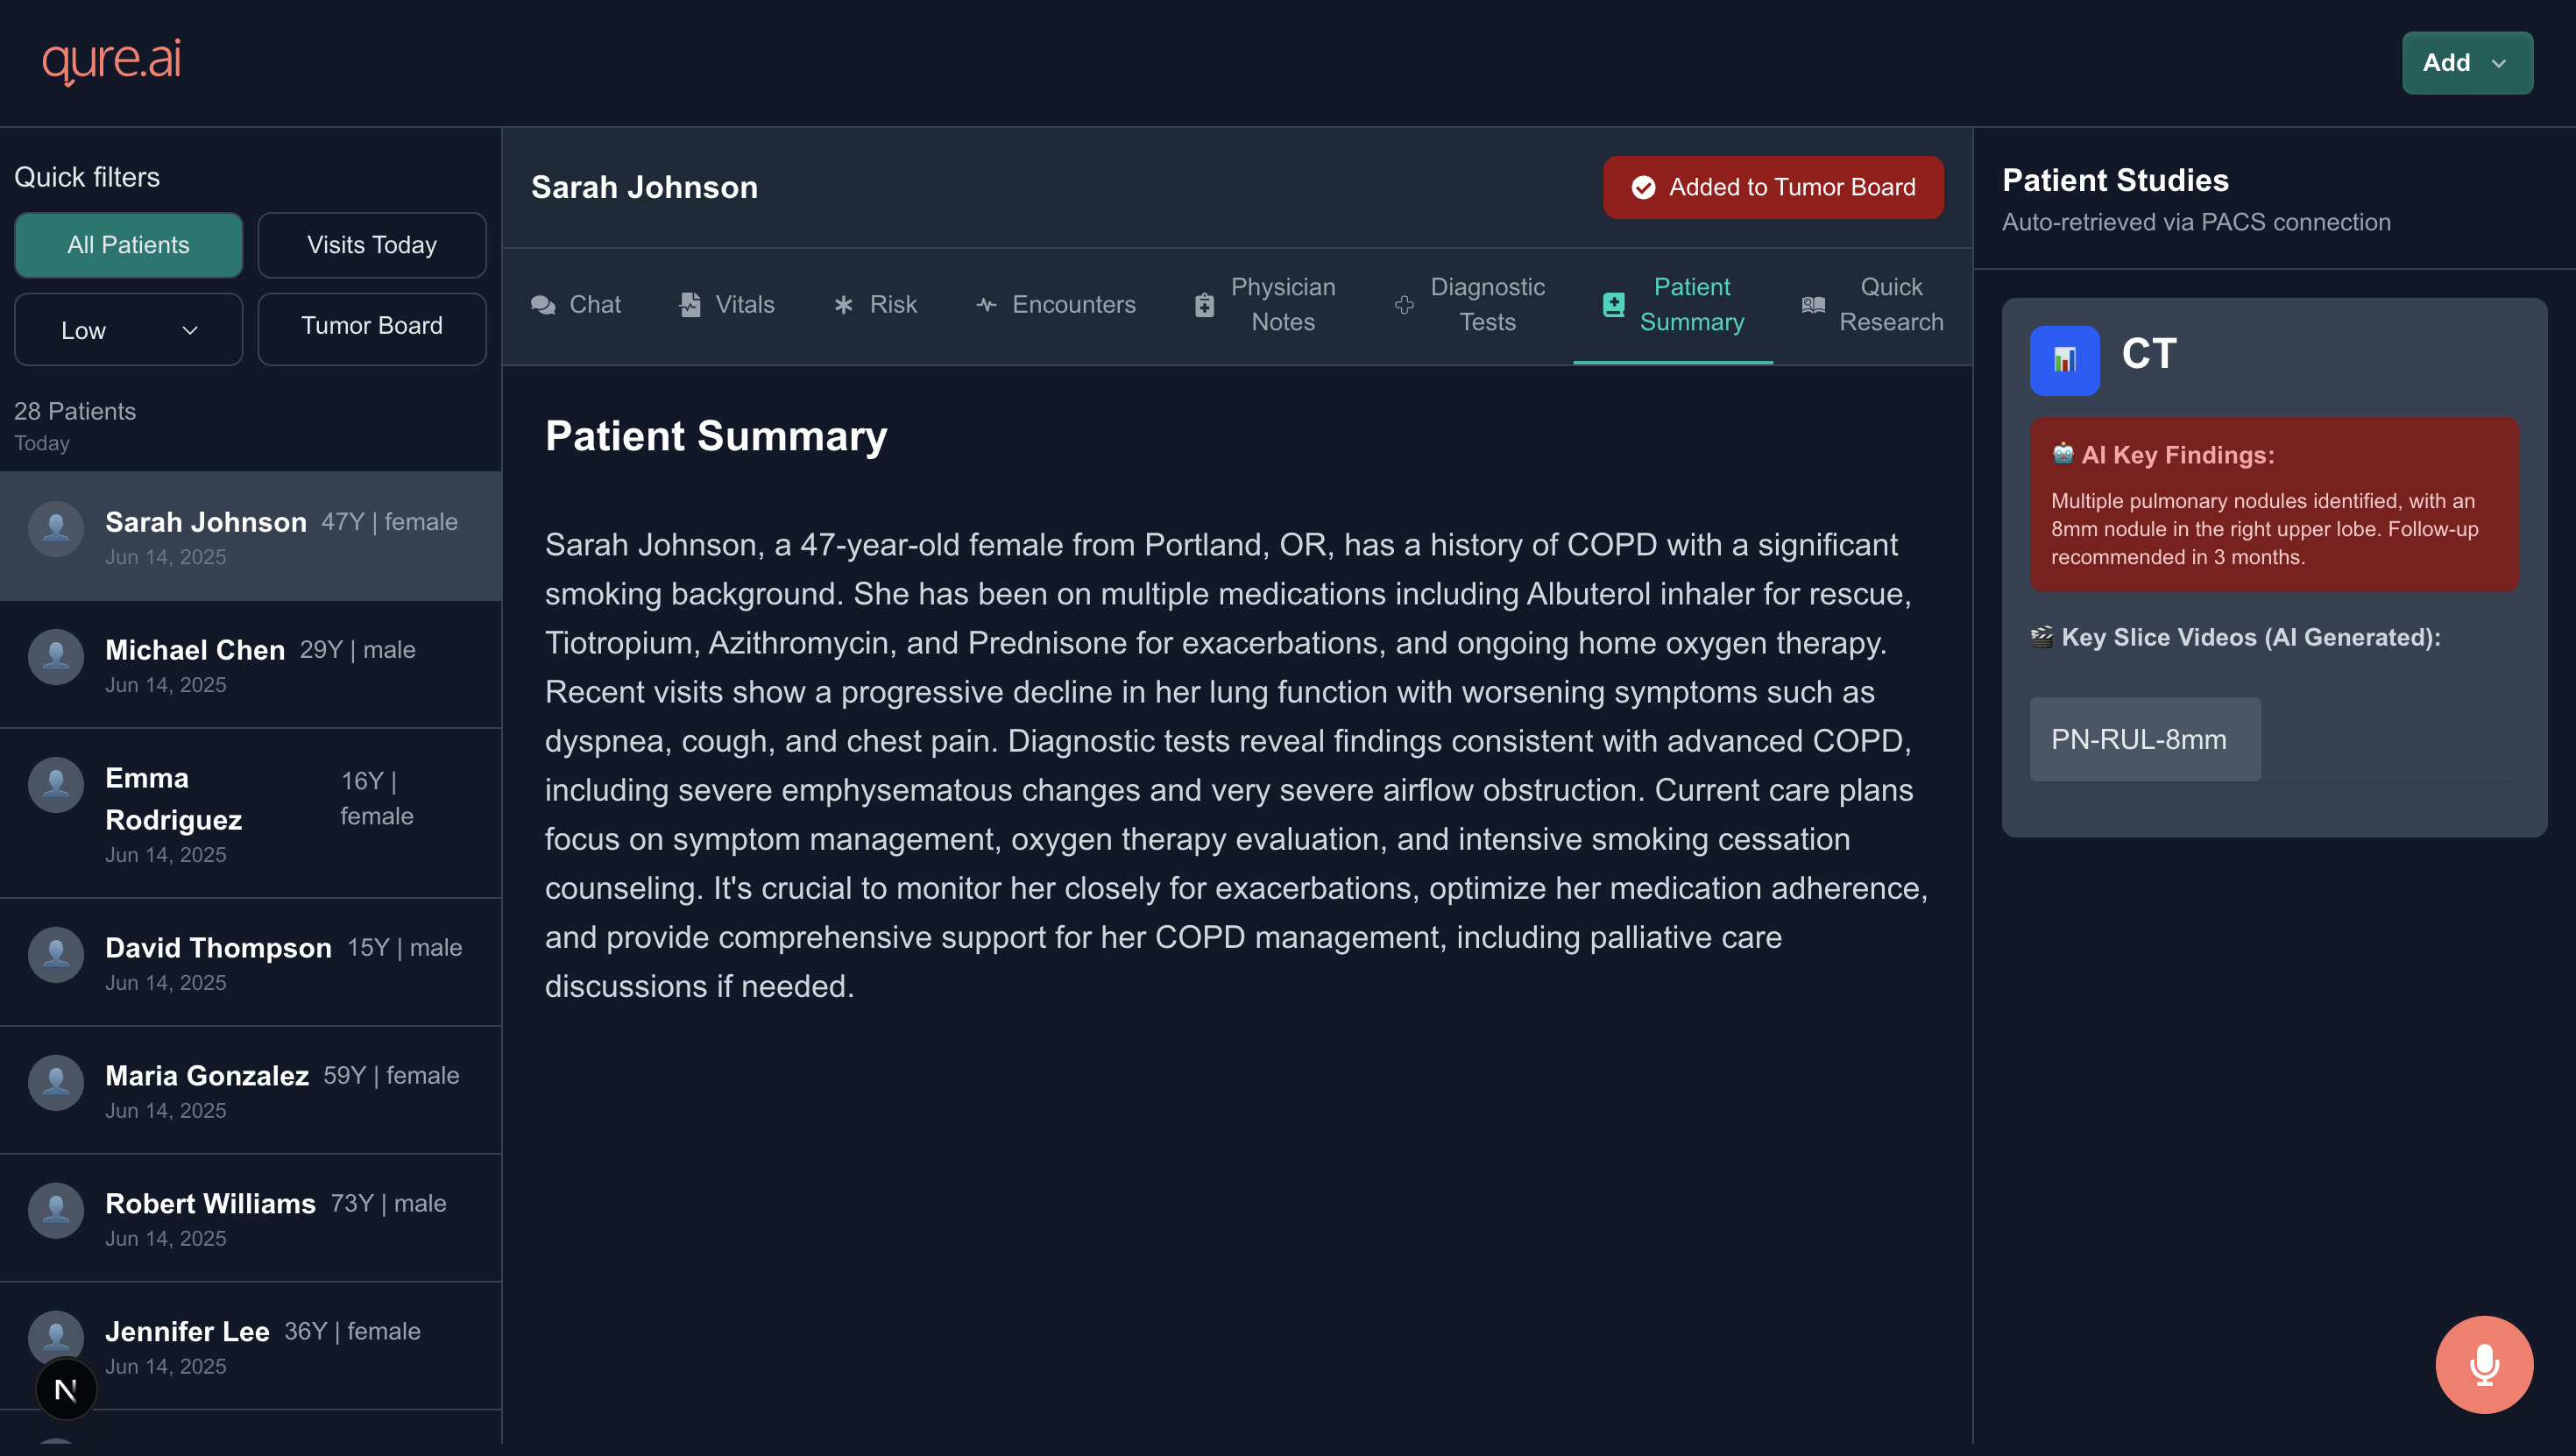 qure.ai
Add
Quick filters
All Patients
Visits Today
Low
Tumor Board
28 Patients
Today
Sarah Johnson 47Y | female
Jun 14, 2025
Michael Chen 29Y | male
Jun 14, 2025
Emma
Rodriguez
16Y |
female
Jun 14, 2025
David Thompson 15Y | male
Jun 14, 2025
Maria Gonzalez 59Y | female
Jun 14, 2025
Robert Williams 73Y | male
Jun 14, 2025
Jennifer Lee 36Y | female
Jun 14, 2025
N
Sarah Johnson
Added to Tumor Board
Chat
Vitals
Risk
Encounters
Physician
Notes
Diagnostic
Tests
Patient
Summary
Quick
Research
Patient Summary
Sarah Johnson, a 47-year-old female from Portland, OR, has a history of COPD with a significant
smoking background. She has been on multiple medications including Albuterol inhaler for rescue,
Tiotropium, Azithromycin, and Prednisone for exacerbations, and ongoing home oxygen therapy.
Recent visits show a progressive decline in her lung function with worsening symptoms such as
dyspnea, cough, and chest pain. Diagnostic tests reveal findings consistent with advanced COPD,
including severe emphysematous changes and very severe airflow obstruction. Current care plans
focus on symptom management, oxygen therapy evaluation, and intensive smoking cessation
counseling. It's crucial to monitor her closely for exacerbations, optimize her medication adherence,
and provide comprehensive support for her COPD management, including palliative care
discussions if needed.
Patient Studies
Auto-retrieved via PACS connection
CT
AI Key Findings:
Multiple pulmonary nodules identified, with an
8mm nodule in the right upper lobe. Follow-up
recommended in 3 months.
Key Slice Videos (AI Generated):
PN-RUL-8mm